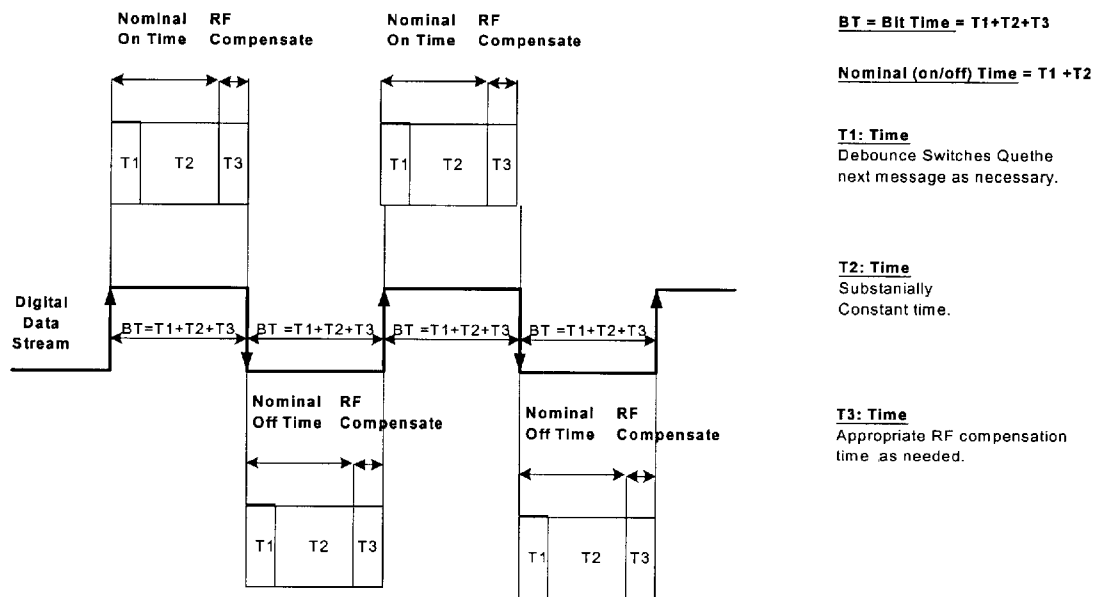 Nominal RF
On Time Compensate
Nominal RF
On Time Compensate
T1 T2 T3
T1 T2 T3
Digital
Data
Stream
BT=T1+T2+T3
BT =T1+T2+T3
BT =T1+T2+T3
BT =T1+T2+T3
Nominal RF
Off Time Compensate
Nominal RF
Off Time Compensate
T1 T2 T3
T1 T2 T3
BT = Bit Time = T1+T2+T3
Nominal (on/off) Time = T1 +T2
T1: Time
Debounce Switches Quethe
next message as necessary.
T2: Time
Substanially
Constant time.
T3: Time
Appropriate RF compensation
time as needed.